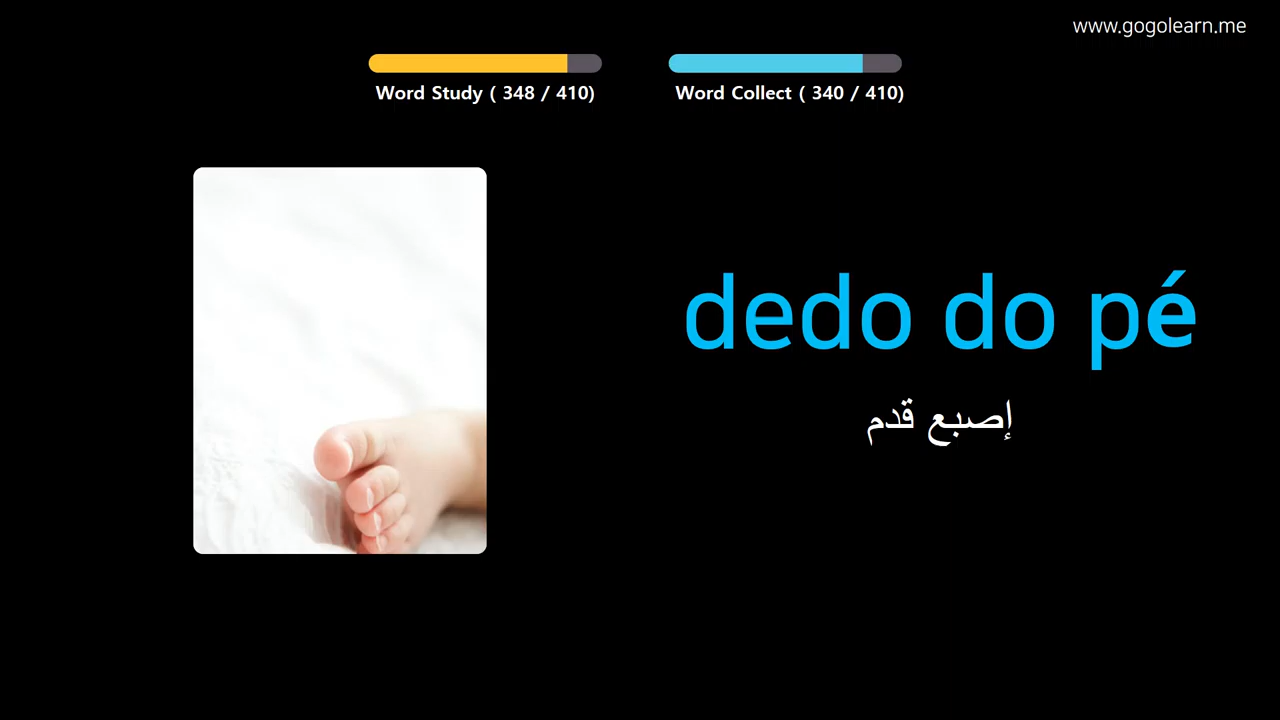 www.gogolearn.me
Word Study ( 348 / 410)
Word Collect ( 340 / 410)
dedo do pé
إصبع قدم